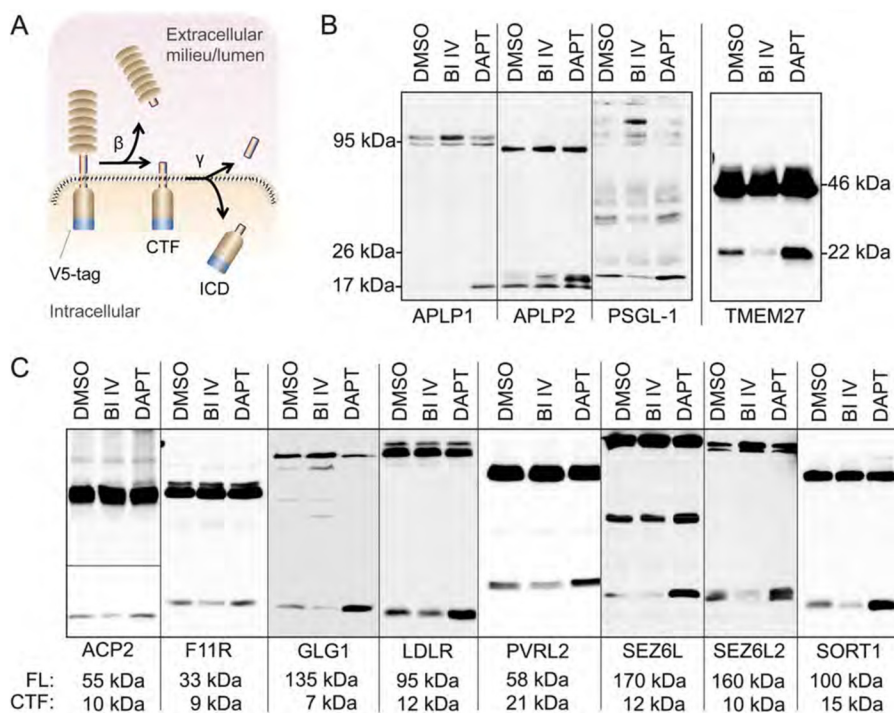 A
Extracellular
milieu/lumen
β
γ
CTF
V5-tag
ICD
Intracellular
B
DMSO BI IV DAPT DMSO BI IV DAPT DMSO BI IV DAPT DMSO BI IV DAPT
95 kDa
46 kDa
26 kDa
22 kDa
17 kDa
APLP1 APLP2 PSGL-1 TMEM27
C
DMSO BI IV DAPT DMSO BI IV DAPT DMSO BI IV DAPT DMSO BI IV DAPT DMSO BI IV DAPT DMSO BI IV DAPT DMSO BI IV DAPT DMSO BI IV DAPT
ACP2 F11R GLG1 LDLR PVRL2 SEZ6L SEZ6L2 SORT1
FL: 55 kDa 33 kDa 135 kDa 95 kDa 58 kDa 170 kDa 160 kDa 100 kDa
CTF: 10 kDa 9 kDa 7 kDa 12 kDa 21 kDa 12 kDa 10 kDa 15 kDa